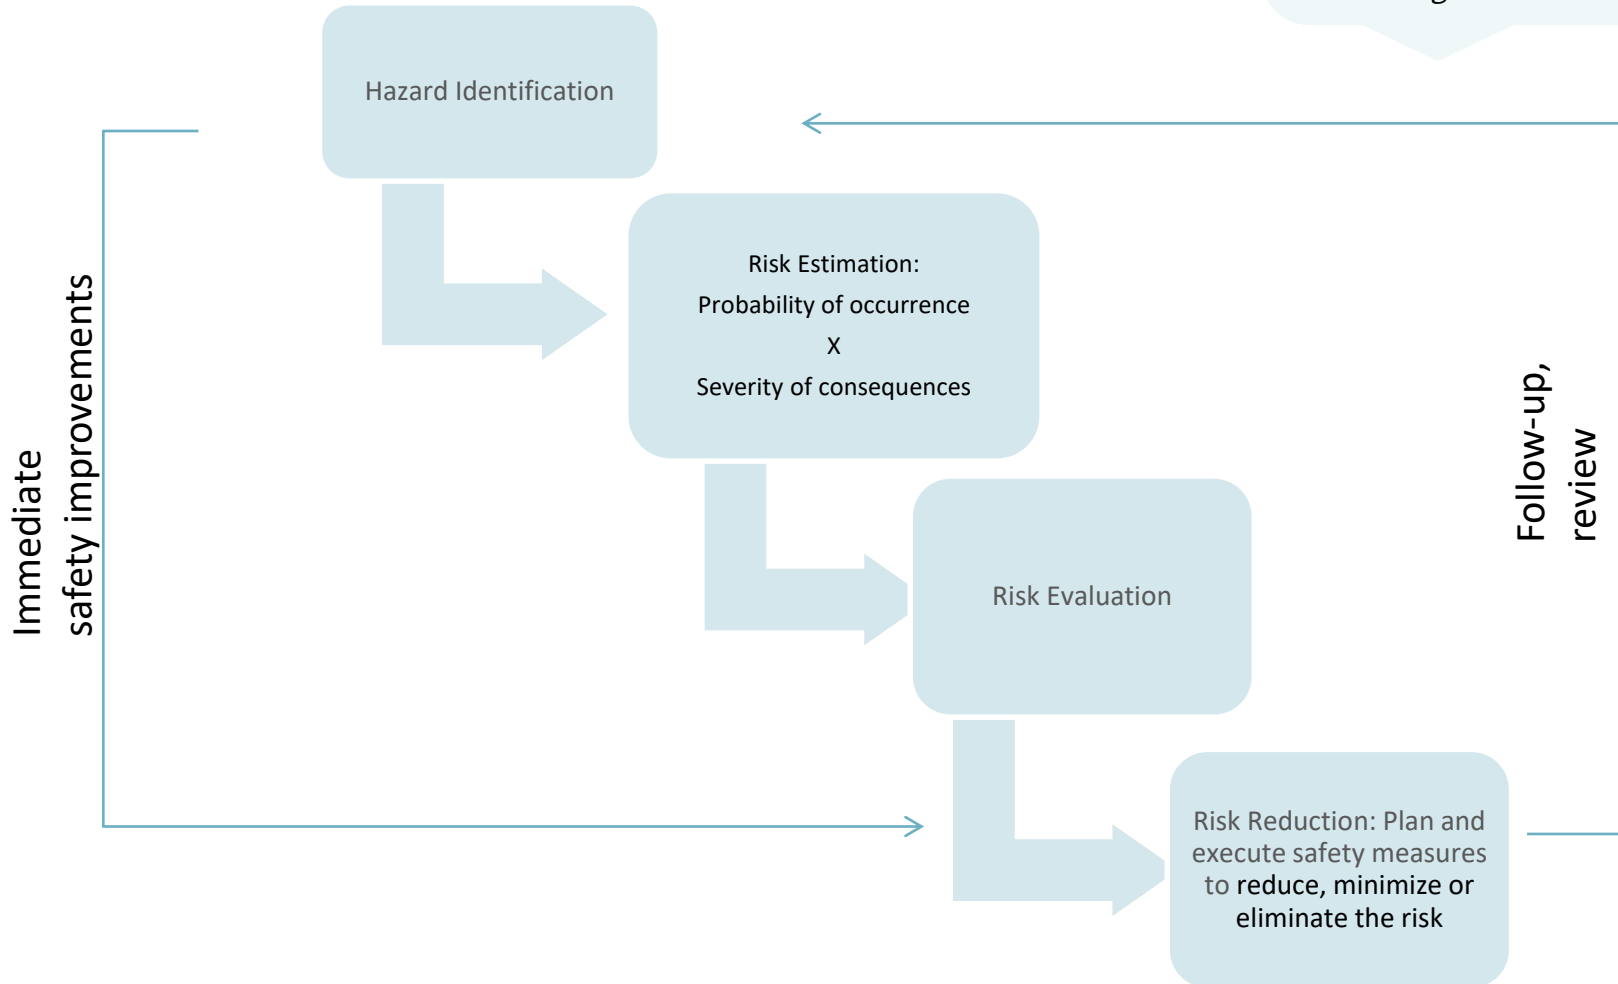 Hazard Identification
Risk Estimation:
Probability of occurrence
X
Severity of consequences
Risk Evaluation
Risk Reduction: Plan and
execute safety measures
to reduce, minimize or
eliminate the risk
Immediate
safety improvements
Follow-up,
review